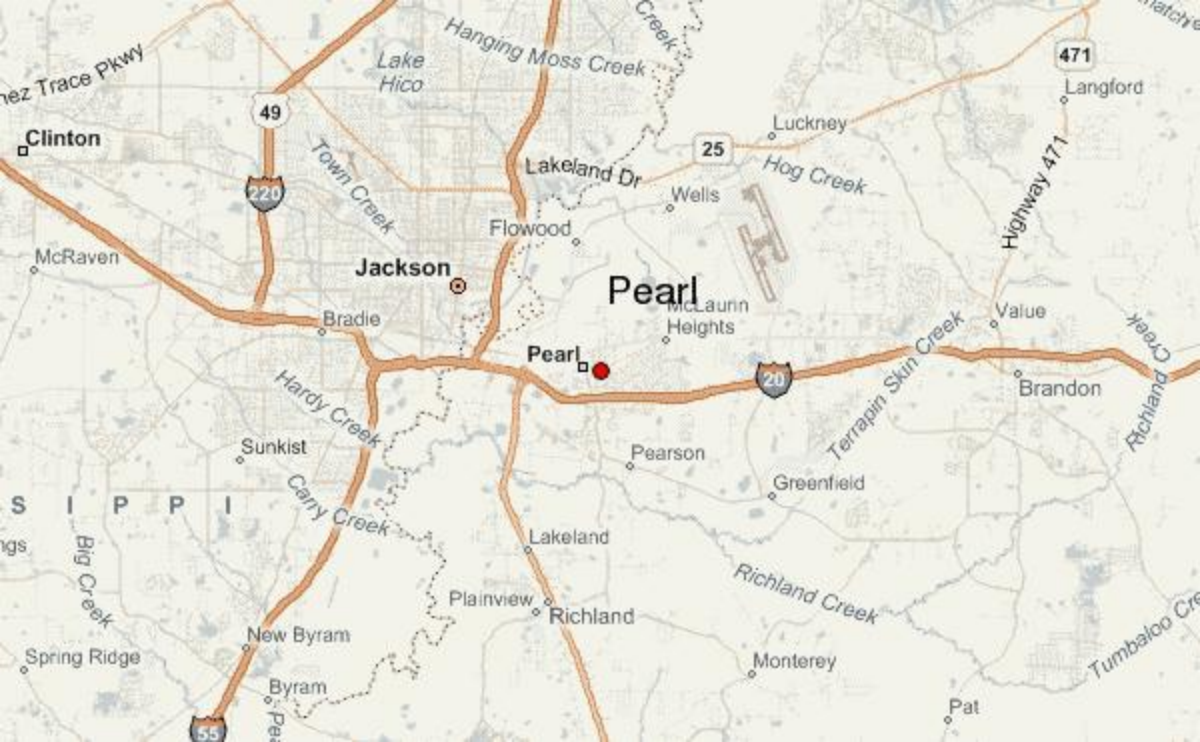 Creek
Hanging Moss Creek
Lake
Hico
471
Langford
49
Clinton
Luckney
25
Lakeland Dr
Hog Creek
Town Creek
220
Wells
Highway 471
Flowood
McRaven
Jackson
Pearl
McLaurin
Heights
Value
Bradie
Pearl
20
Terrapin Skin Creek
Brandon
Richland Creek
Hardy Creek
Sunkist
Pearson
Greenfield
S I P P I
Carry Creek
Lakeland
Big Creek
Richland Creek
Plainview
Richland
New Byram
Spring Ridge
Monterey
Byram
Pat
55
nez Trace Pkwy
ngs
Tumbaloo Cre
Pea